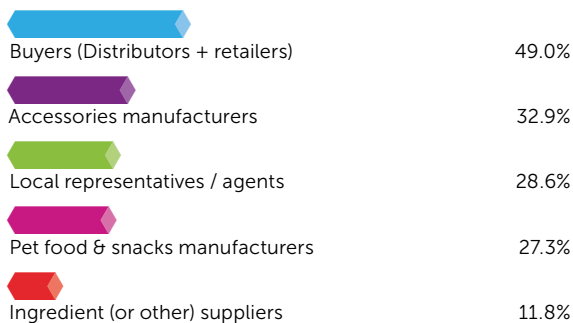 Buyers (Distributors + retailers) 49.0%
Accessories manufacturers 32.9%
Local representatives / agents 28.6%
Pet food & snacks manufacturers 27.3%
Ingredient (or other) suppliers 11.8%